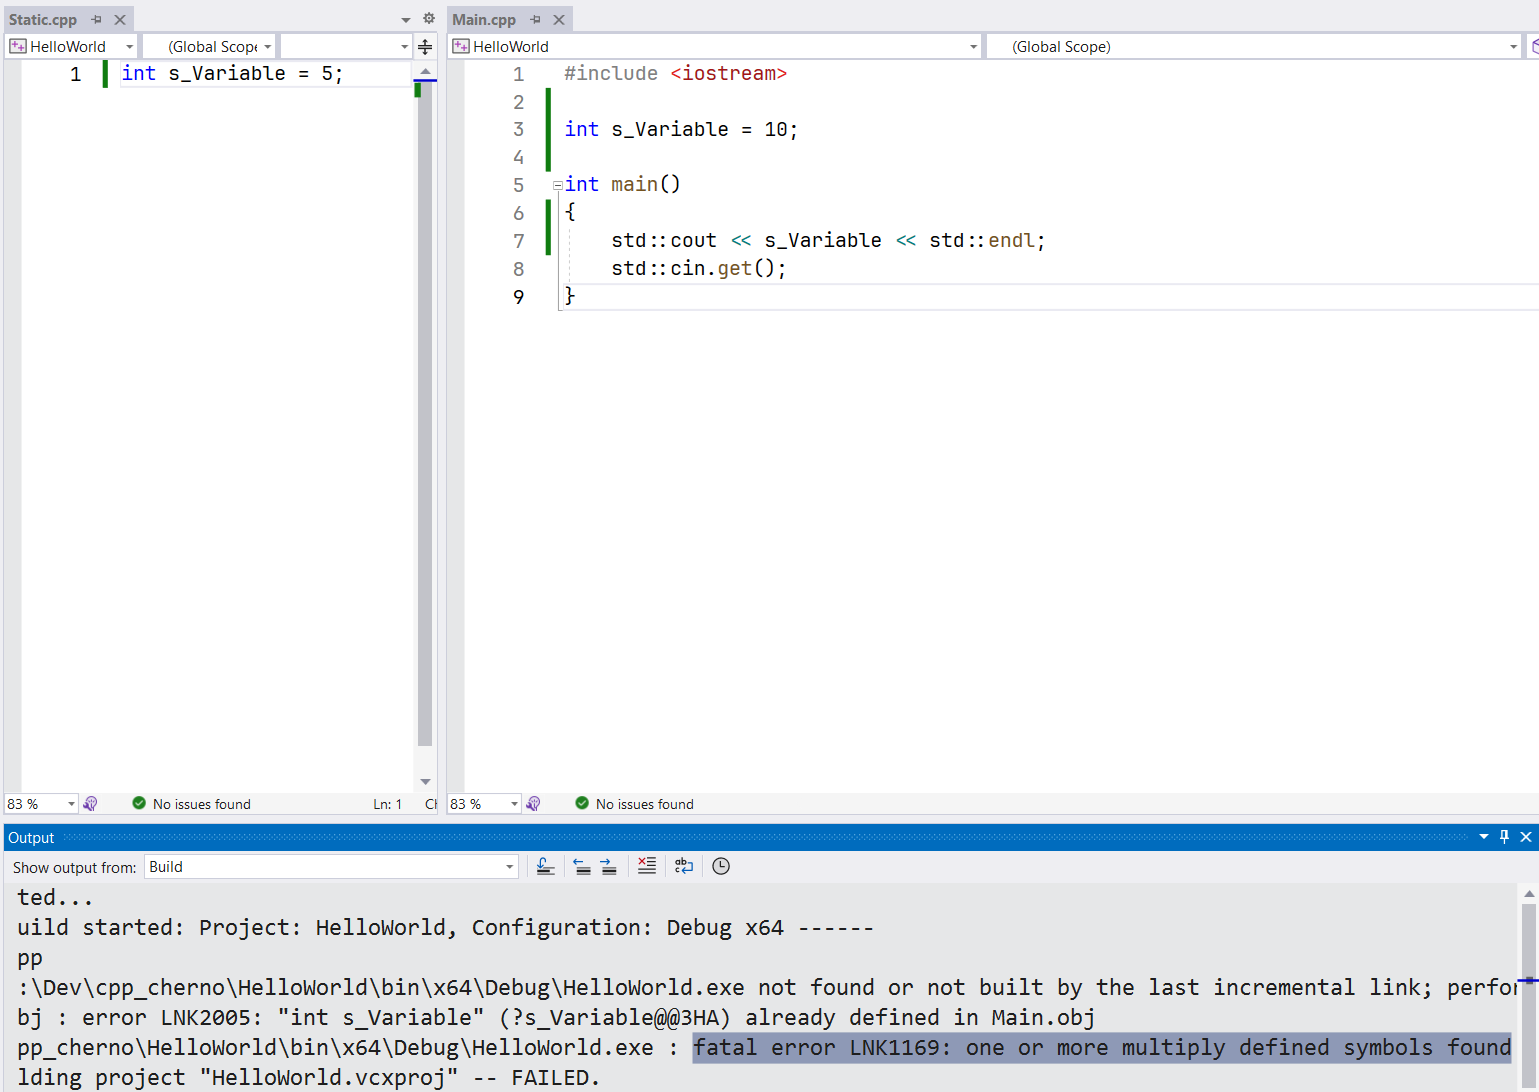 Static.cpp
HelloWorld
(Global Scope
1 int s_Variable = 5;
83 %
No issues found
Ln: 1
Main.cpp
HelloWorld
(Global Scope)
1 #include <iostream>
2
3 int s_Variable = 10;
4
5 int main()
6 {
7 std::cout << s_Variable << std::endl;
8 std::cin.get();
9 }
83 %
No issues found
Output
Show output from: Build
ted...
uild started: Project: HelloWorld, Configuration: Debug x64 ------
pp
:\Dev\cpp_cherno\HelloWorld\bin\x64\Debug\HelloWorld.exe not found or not built by the last incremental link; perfor
bj : error LNK2005: "int s_Variable" (?s_Variable@@3HA) already defined in Main.obj
pp_cherno\HelloWorld\bin\x64\Debug\HelloWorld.exe : fatal error LNK1169: one or more multiply defined symbols found
lding project "HelloWorld.vcxproj" -- FAILED.